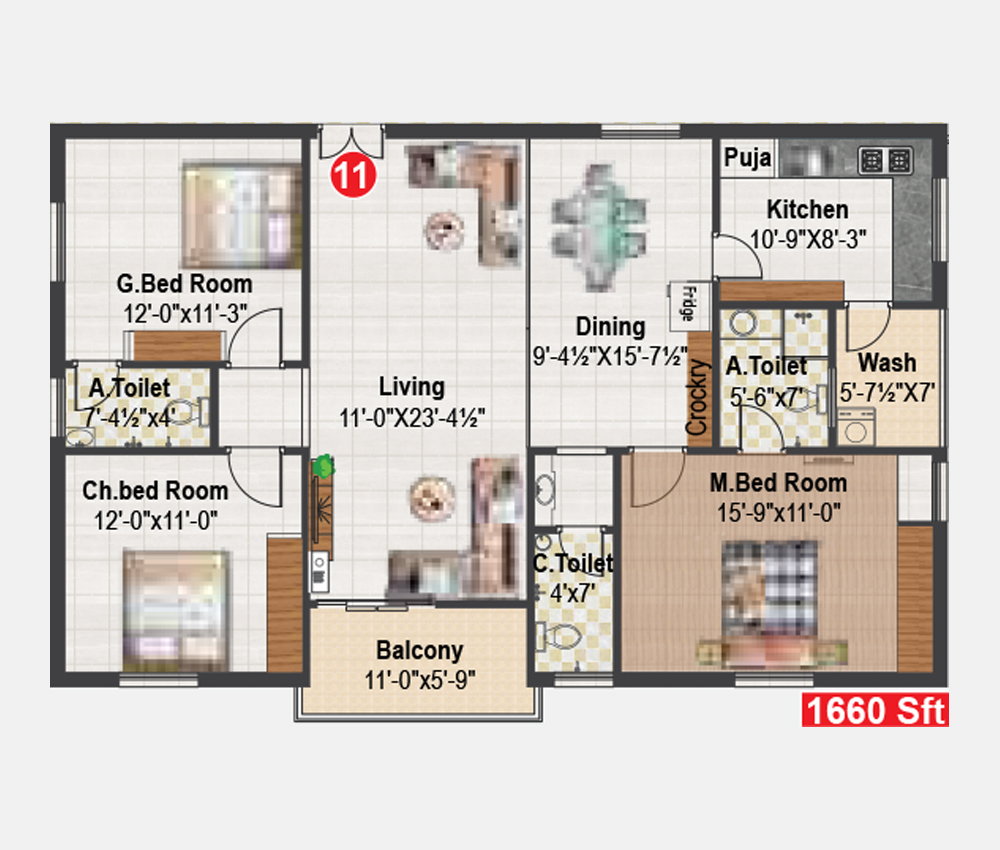 11
Puja
Kitchen
10'-9"X8'-3"
G.Bed Room
12'-0"x11'-3"
Fridge
Dining
9'-4½"X15'-7½"
Crockry
A.Toilet
5'-6"x7'
Wash
5'-7½"X7'
A.Toilet
7'-4½"x4'
Living
11'-0"X23'-4½"
Ch.bed Room
12'-0"x11'-0"
M.Bed Room
15'-9"x11'-0"
C.Toilet
4'x7'
Balcony
11'-0"x5'-9"
1660 Sft